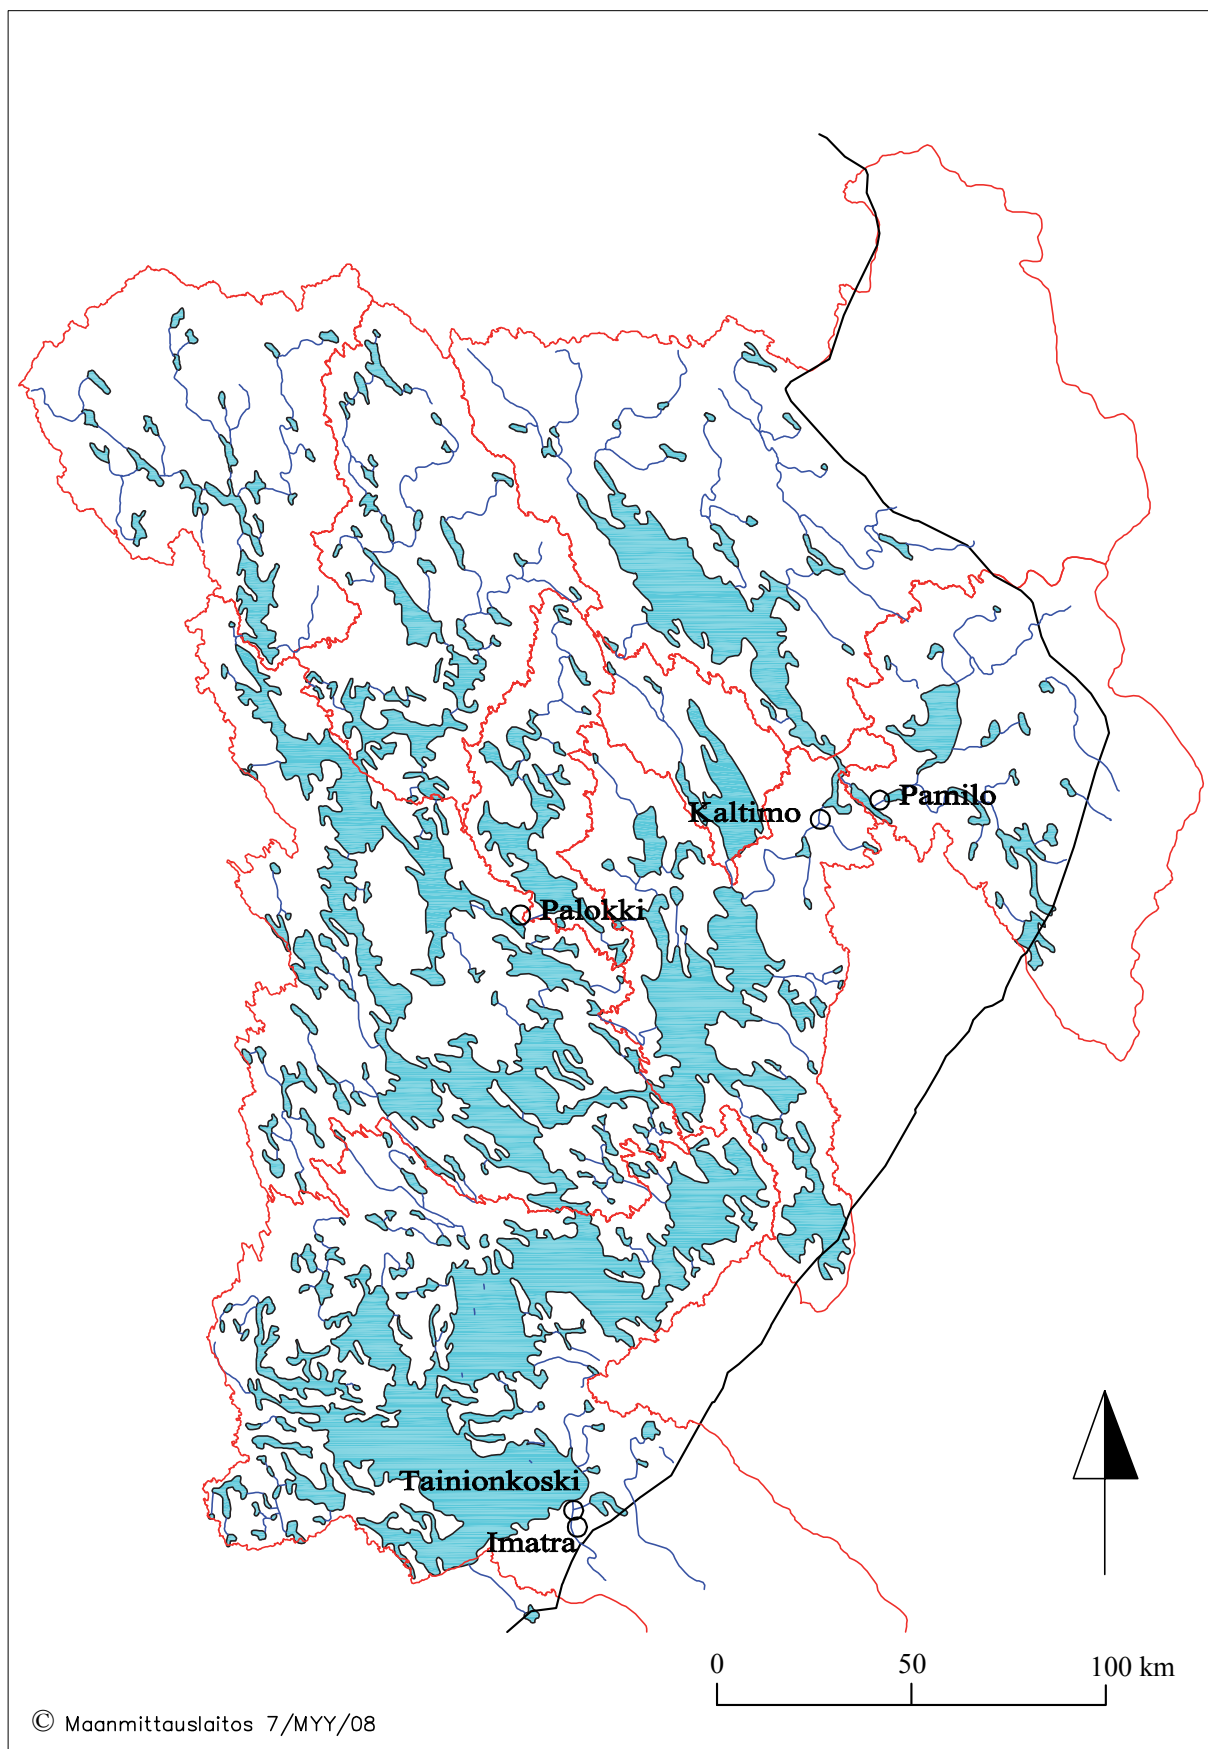 Pamilo
Kaltimo
Palokki
Tainionkoski
Imatra
0 50 100 km
© Maanmittauslaitos 7/MYY/08